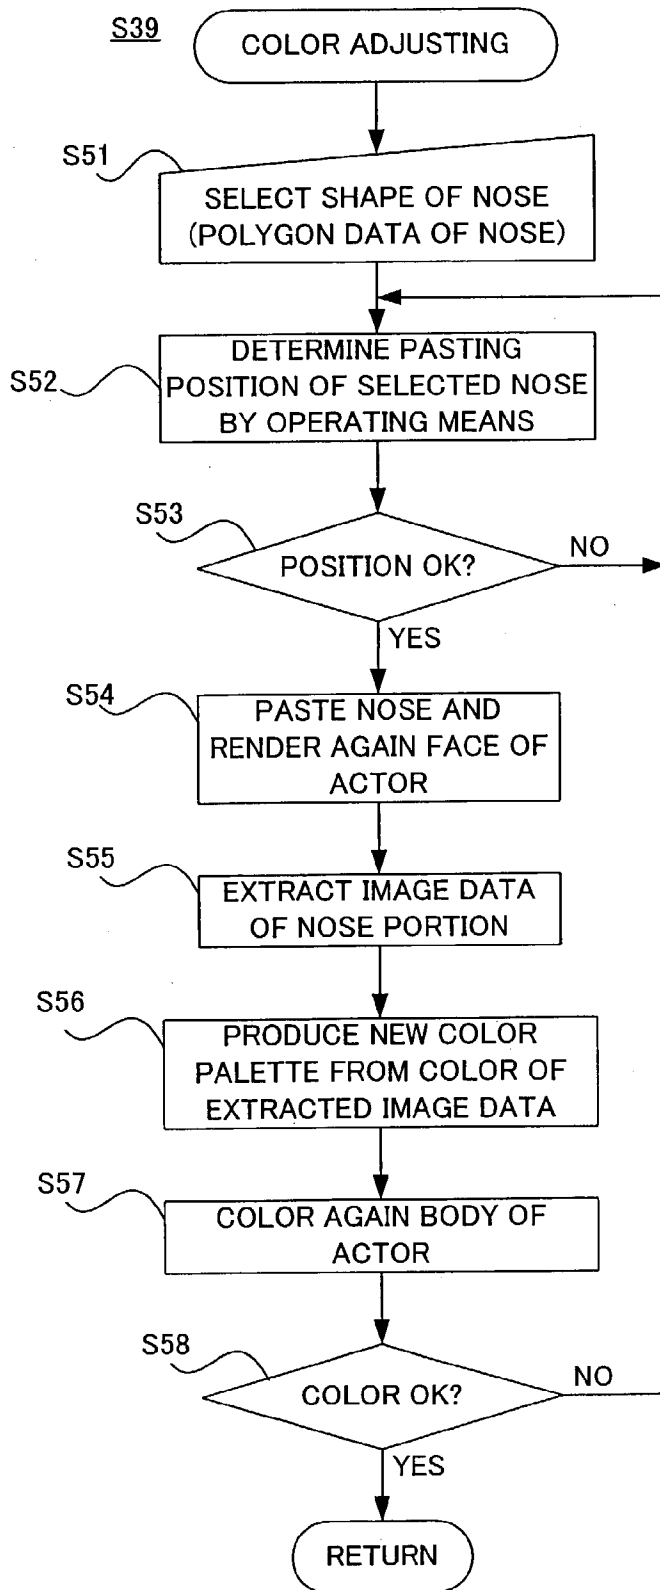 S39
COLOR ADJUSTING
S51
SELECT SHAPE OF NOSE
(POLYGON DATA OF NOSE)
S52
DETERMINE PASTING
POSITION OF SELECTED NOSE
BY OPERATING MEANS
S53
POSITION OK?
NO
YES
S54
PASTE NOSE AND
RENDER AGAIN FACE OF
ACTOR
S55
EXTRACT IMAGE DATA
OF NOSE PORTION
S56
PRODUCE NEW COLOR
PALETTE FROM COLOR OF
EXTRACTED IMAGE DATA
S57
COLOR AGAIN BODY OF
ACTOR
S58
COLOR OK?
NO
YES
RETURN